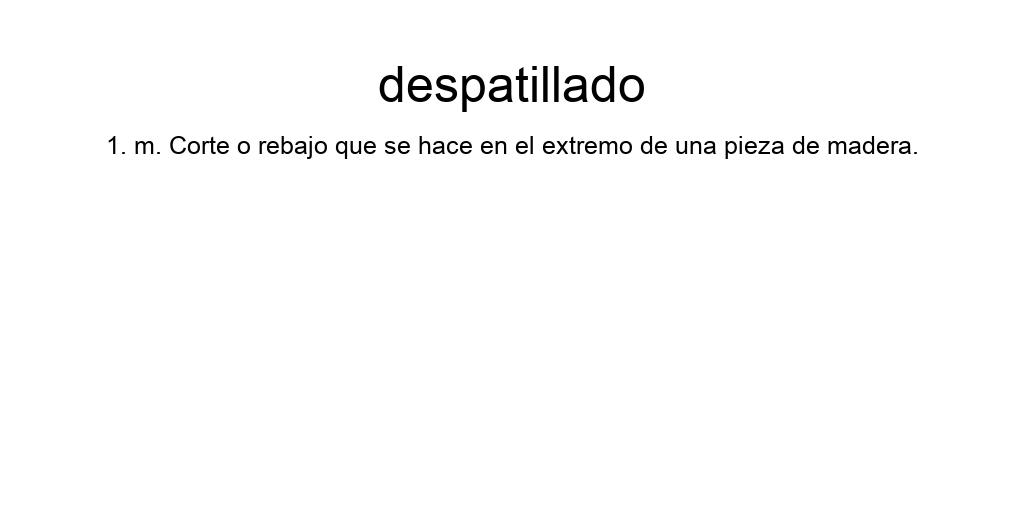 despatillado
1. m. Corte o rebajo que se hace en el extremo de una pieza de madera.